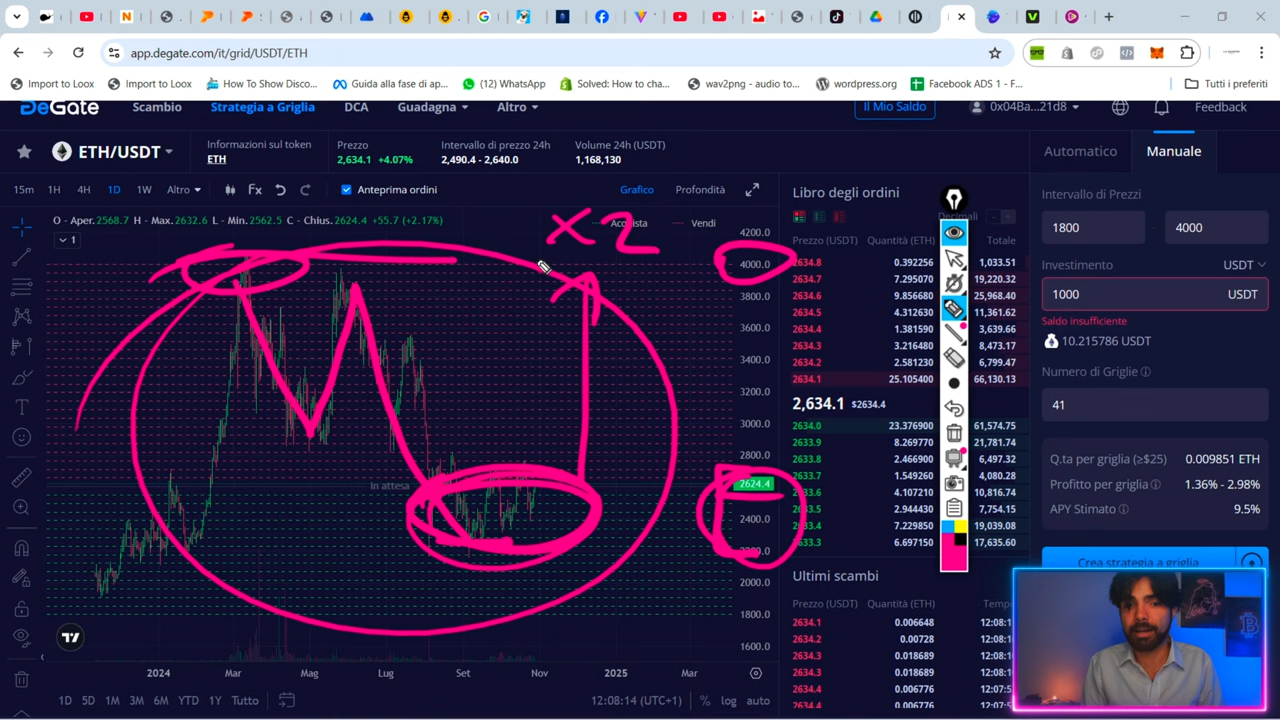 app.degate.com/it/grid/USDT/ETH
Import to Loox
Import to Loox
How To Show Disco...
Guida alla fase di ap...
(12) WhatsApp
Solved: How to cha...
wav2png - audio to...
wordpress.org
Facebook ADS 1 - F...
Tutti i preferiti
DeGate
Scambio
Strategia a Griglia
DCA
Guadagna
Altro
Il Mio Saldo
0x04Ba...21d8
Feedback
ETH/USDT
Informazioni sul token
ETH
Prezzo
2,634.1 +4.07%
Intervallo di prezzo 24h
2,490.4 - 2,640.0
Volume 24h (USDT)
1,168,130
Automatico
Manuale
15m 1H 4H 1D 1W Altro
Fx
Anteprima ordini
Grafico
Profondità
O - Aper.2568.7 H - Max.2632.6 L - Min.2562.5 C - Chius.2624.4 +55.7 (+2.17%)
1
Acquista
Vendi
x2
4200.0
4000.0
3800.0
3600.0
3400.0
3200.0
3000.0
2800.0
2624.4
2400.0
2200.0
2000.0
1800.0
1600.0
In attesa
2024 Mar Mag Lug Set Nov 2025 Mar
1D 5D 1M 3M 6M YTD 1Y Tutto
12:08:14 (UTC+1)
% log auto
Libro degli ordini
Decimali
Prezzo (USDT) Quantità (ETH) Totale
2634.8 0.392256 1,033.51
2634.7 7.295070 19,220.32
2634.6 9.856680 25,968.40
2634.5 4.312630 11,361.62
2634.4 1.381590 3,639.66
2634.3 3.216480 8,473.17
2634.2 2.581230 6,799.47
2634.1 25.105400 66,130.13
2,634.1 $2634.4
2634.0 23.376900 61,574.75
2633.9 8.269770 21,781.74
2633.8 2.466690 6,497.32
2633.7 1.549260 4,080.28
2633.6 4.107210 10,816.74
2633.5 2.944430 7,754.15
2633.4 7.229850 19,039.08
2633.3 6.697150 17,635.60
Ultimi scambi
Prezzo (USDT) Quantità (ETH)
2634.1 0.006648
2634.2 0.00728
2634.3 0.018689
2634.3 0.018689
2634.4 0.006776
Intervallo di Prezzi
1800
4000
Investimento
USDT
1000
USDT
Saldo insufficiente
10.215786 USDT
Numero di Griglie
41
Q.ta per griglia (≥$25) 0.009851 ETH
Profitto per griglia 1.36% - 2.98%
APY Stimato 9.5%
Crea strategia a griglia